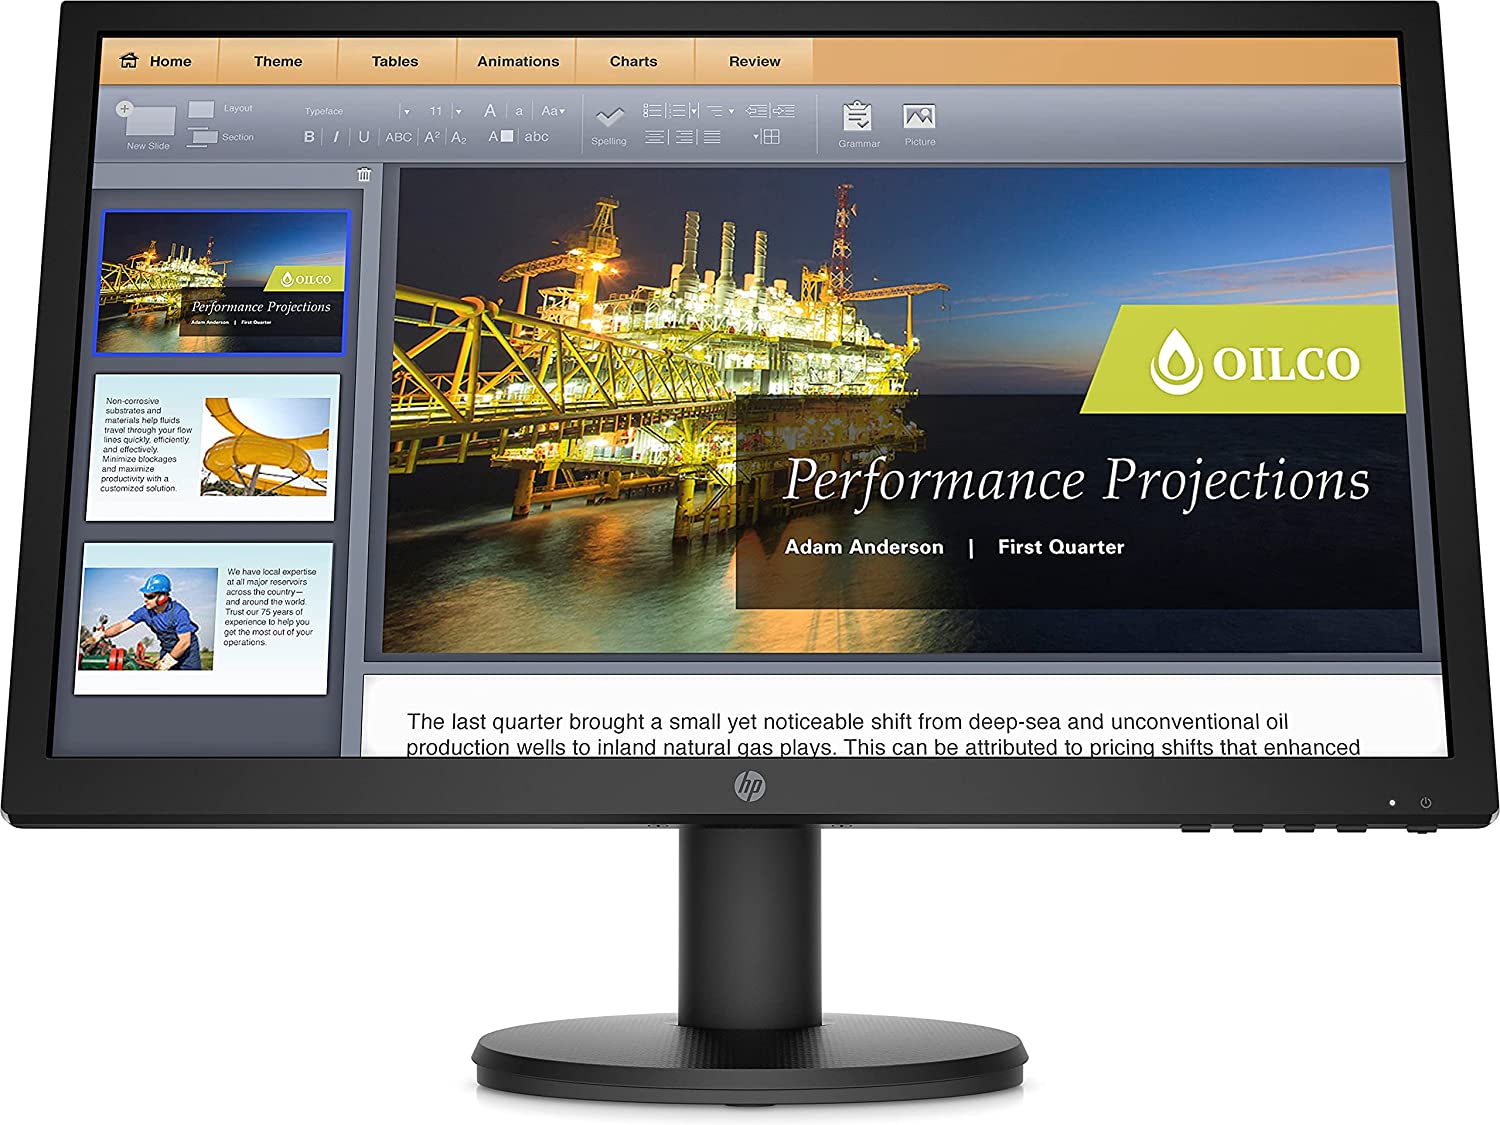 Home Theme Tables Animations Charts Review
New Slide
Layout
Section
Typeface 11 A a Aa
B I U ABC A² A₂ A abc
Spelling
Grammar
Picture
OILCO
Performance Projections
Adam Anderson | First Quarter
Non-corrosive
substrates and
materials help fluids
travel through your flow
lines quickly, efficiently,
and effectively.
Minimize blockages
and maximize
productivity with a
customized solution.
We have local expertise
at all major reservoirs
across the country—
and around the world.
Trust our 75 years of
experience to help you
get the most out of your
operations.
OILCO
Performance Projections
Adam Anderson | First Quarter
The last quarter brought a small yet noticeable shift from deep-sea and unconventional oil
production wells to inland natural gas plays. This can be attributed to pricing shifts that enhanced
hp